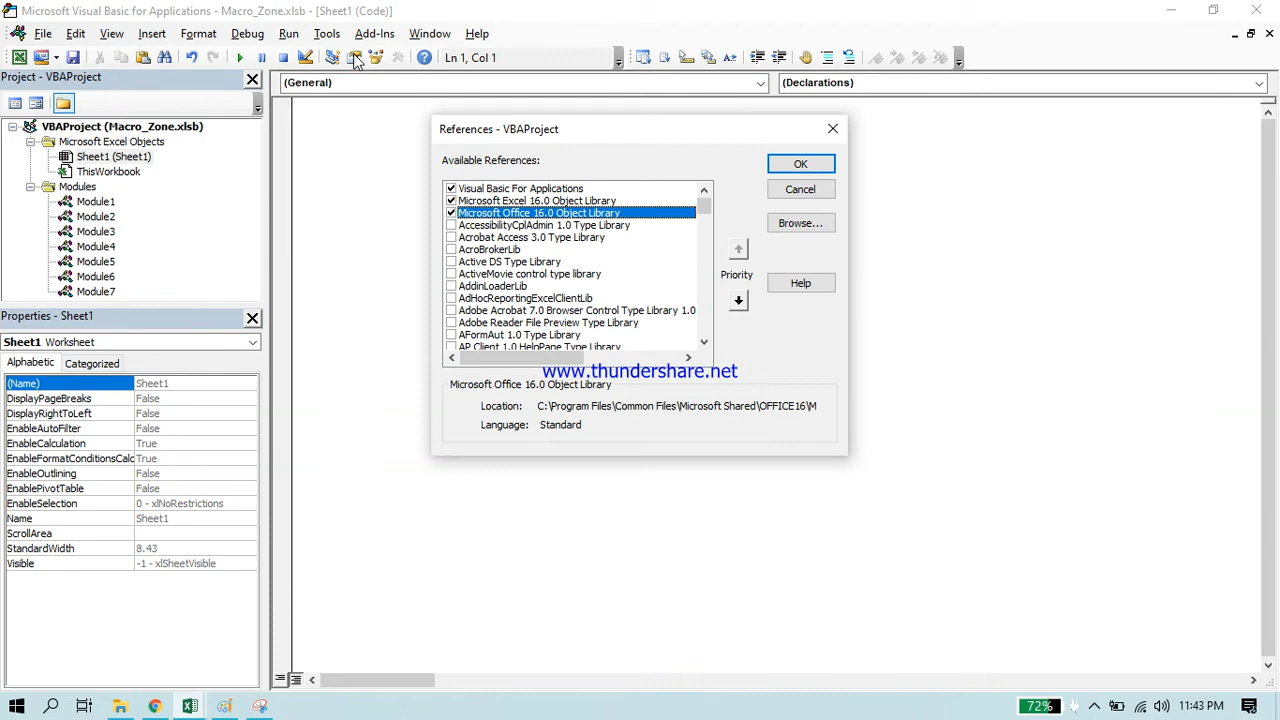 Microsoft Visual Basic for Applications - Macro_Zone.xlsb - [Sheet1 (Code)]
File Edit View Insert Format Debug Run Tools Add-Ins Window Help
Ln 1, Col 1
Project - VBAProject
(General)
(Declarations)
VBAProject (Macro_Zone.xlsb)
Microsoft Excel Objects
Sheet1 (Sheet1)
ThisWorkbook
Modules
Module1
Module2
Module3
Module4
Module5
Module6
Module7
Properties - Sheet1
Sheet1 Worksheet
Alphabetic Categorized
(Name) Sheet1
DisplayPageBreaks False
DisplayRightToLeft False
EnableAutoFilter False
EnableCalculation True
EnableFormatConditionsCalc True
EnableOutlining False
EnablePivotTable False
EnableSelection 0 - xlNoRestrictions
Name Sheet1
ScrollArea
StandardWidth 8.43
Visible -1 - xlSheetVisible
References - VBAProject
Available References:
Visual Basic For Applications
Microsoft Excel 16.0 Object Library
Microsoft Office 16.0 Object Library
AccessibilityCplAdmin 1.0 Type Library
Acrobat Access 3.0 Type Library
AcroBrokerLib
Active DS Type Library
ActiveMovie control type library
AddinLoaderLib
AdHocReportingExcelClientLib
Adobe Acrobat 7.0 Browser Control Type Library 1.0
Adobe Reader File Preview Type Library
AFormAut 1.0 Type Library
AP Client 1.0 HelpPane Type Library
OK
Cancel
Browse...
Priority
Help
www.thundershare.net
Microsoft Office 16.0 Object Library
Location: C:\Program Files\Common Files\Microsoft Shared\OFFICE16\M
Language: Standard
72%
11:43 PM